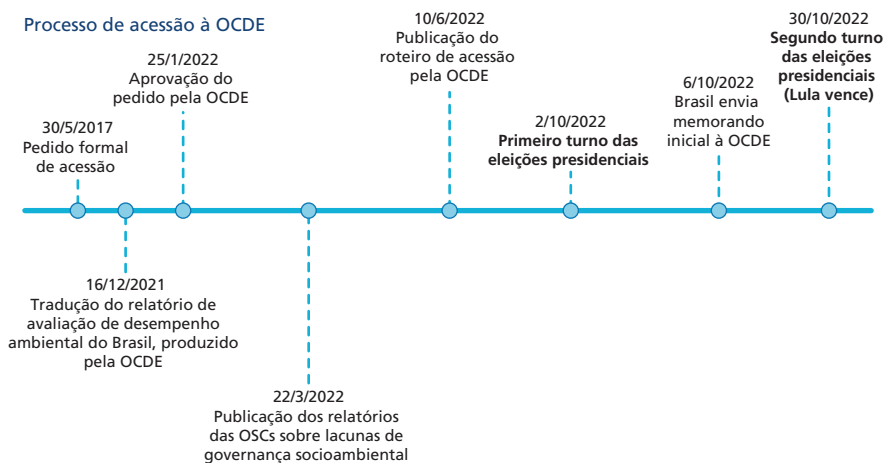 Processo de acessão à OCDE
30/5/2017
Pedido formal
de acessão
16/12/2021
Tradução do relatório de
avaliação de desempenho
ambiental do Brasil, produzido
pela OCDE
25/1/2022
Aprovação do
pedido pela OCDE
22/3/2022
Publicação dos relatórios
das OSCs sobre lacunas de
governança socioambiental
10/6/2022
Publicação do
roteiro de acessão
pela OCDE
2/10/2022
Primeiro turno das
eleições presidenciais
6/10/2022
Brasil envia
memorando
inicial à OCDE
30/10/2022
Segundo turno
das eleições
presidenciais
(Lula vence)